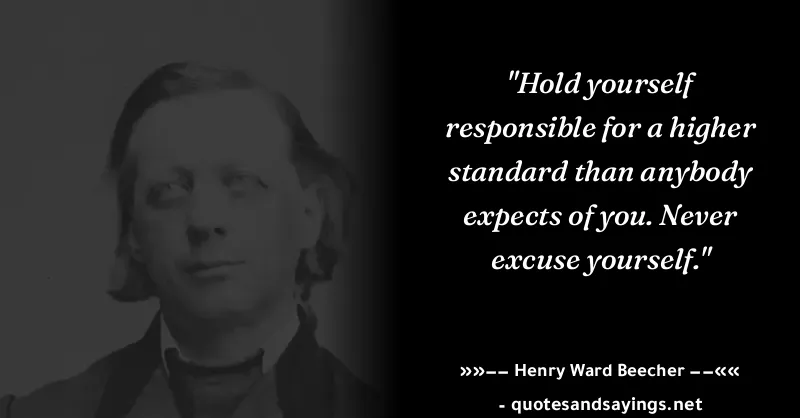 "Hold yourself
responsible for a higher
standard than anybody
expects of you. Never
excuse yourself."
»»—— Henry Ward Beecher ——««
- quotesandsayings.net